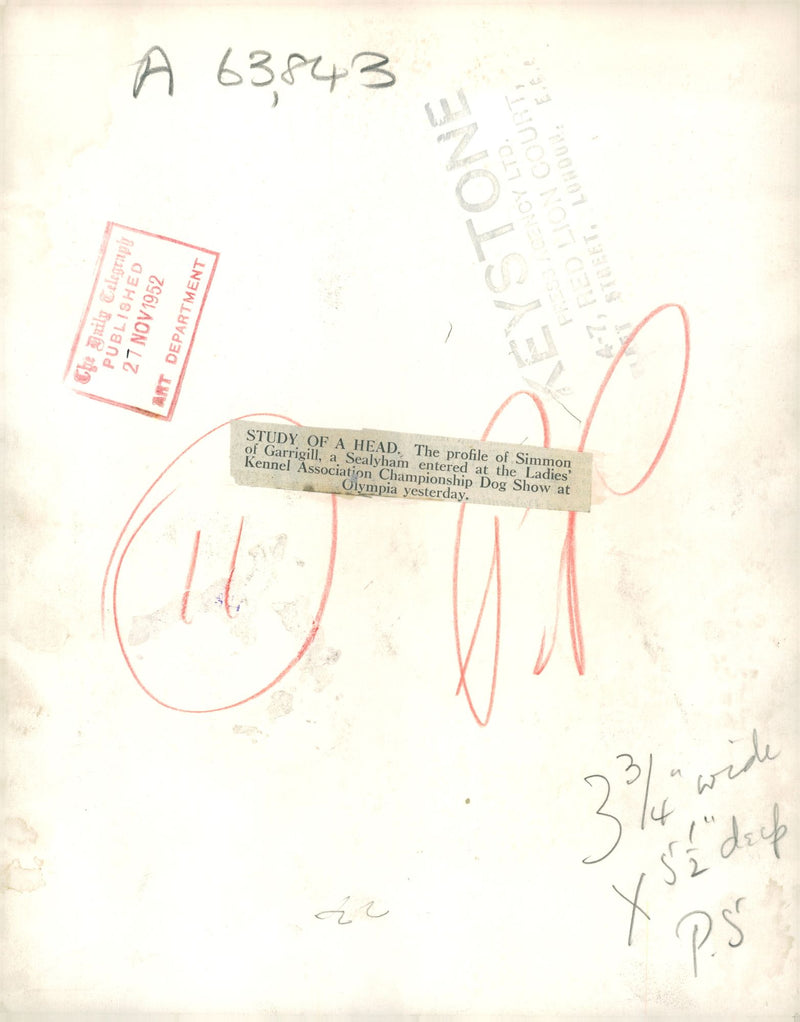 A 63,843
KEYSTONE
PRESS AGENCY LTD.
4-7, RED LION COURT,
STREET, LONDON: E.C.
The Daily Telegraph
PUBLISHED
27 NOV 1952
ART DEPARTMENT
STUDY OF A HEAD. The profile of Simmon
of Garrigill, a Sealyham entered at the Ladies'
Kennel Association Championship Dog Show at
Olympia yesterday.
11
3 3/4" wide
X 5 1/2" deep
P.5